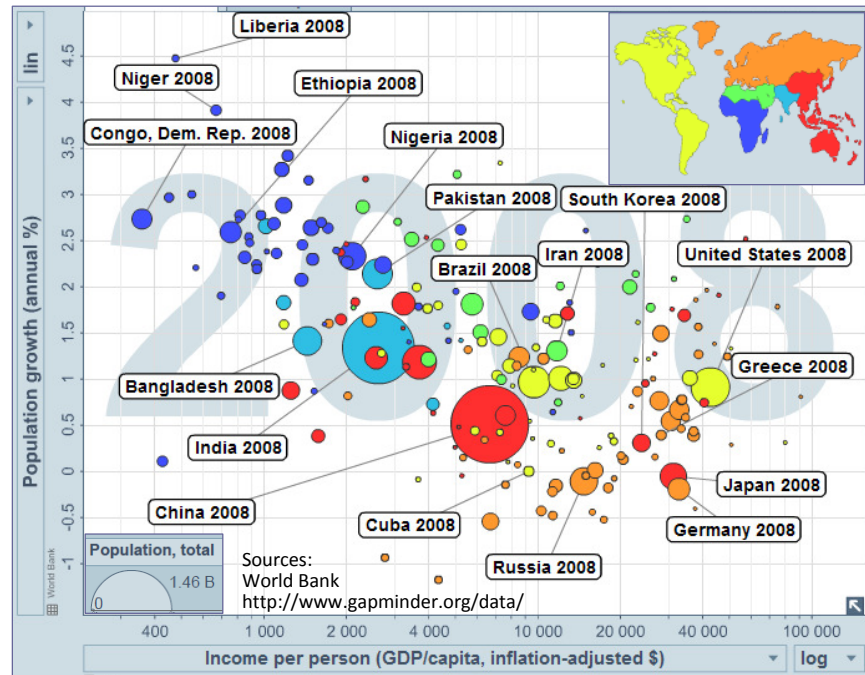 Liberia 2008
Niger 2008
Ethiopia 2008
Congo, Dem. Rep. 2008
Nigeria 2008
Pakistan 2008
South Korea 2008
Brazil 2008
Iran 2008
United States 2008
2008
Bangladesh 2008
Greece 2008
India 2008
China 2008
Cuba 2008
Japan 2008
Germany 2008
Russia 2008
lin
Population growth (annual %)
4.5
4
3.5
3
2.5
2
1.5
1
0.5
0
-0.5
-1
World Bank
Population, total
1.46 B
0
Sources:
World Bank
http://www.gapminder.org/data/
400
1 000
2 000
4 000
10 000
20 000
40 000
100 000
Income per person (GDP/capita, inflation-adjusted $)
log